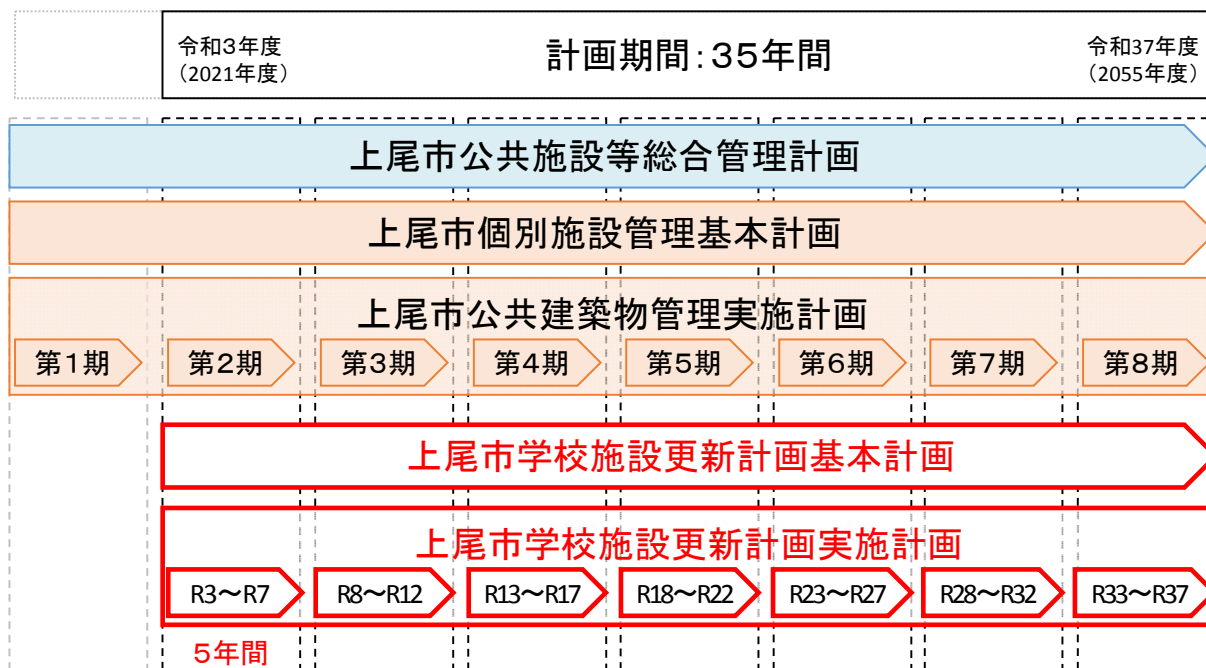 令和3年度
（2021年度）
計画期間：35年間
令和37年度
（2055年度）
上尾市公共施設等総合管理計画
上尾市個別施設管理基本計画
上尾市公共建築物管理実施計画
第1期
第2期
第3期
第4期
第5期
第6期
第7期
第8期
上尾市学校施設更新計画基本計画
上尾市学校施設更新計画実施計画
R3～R7
R8～R12
R13～R17
R18～R22
R23～R27
R28～R32
R33～R37
5年間